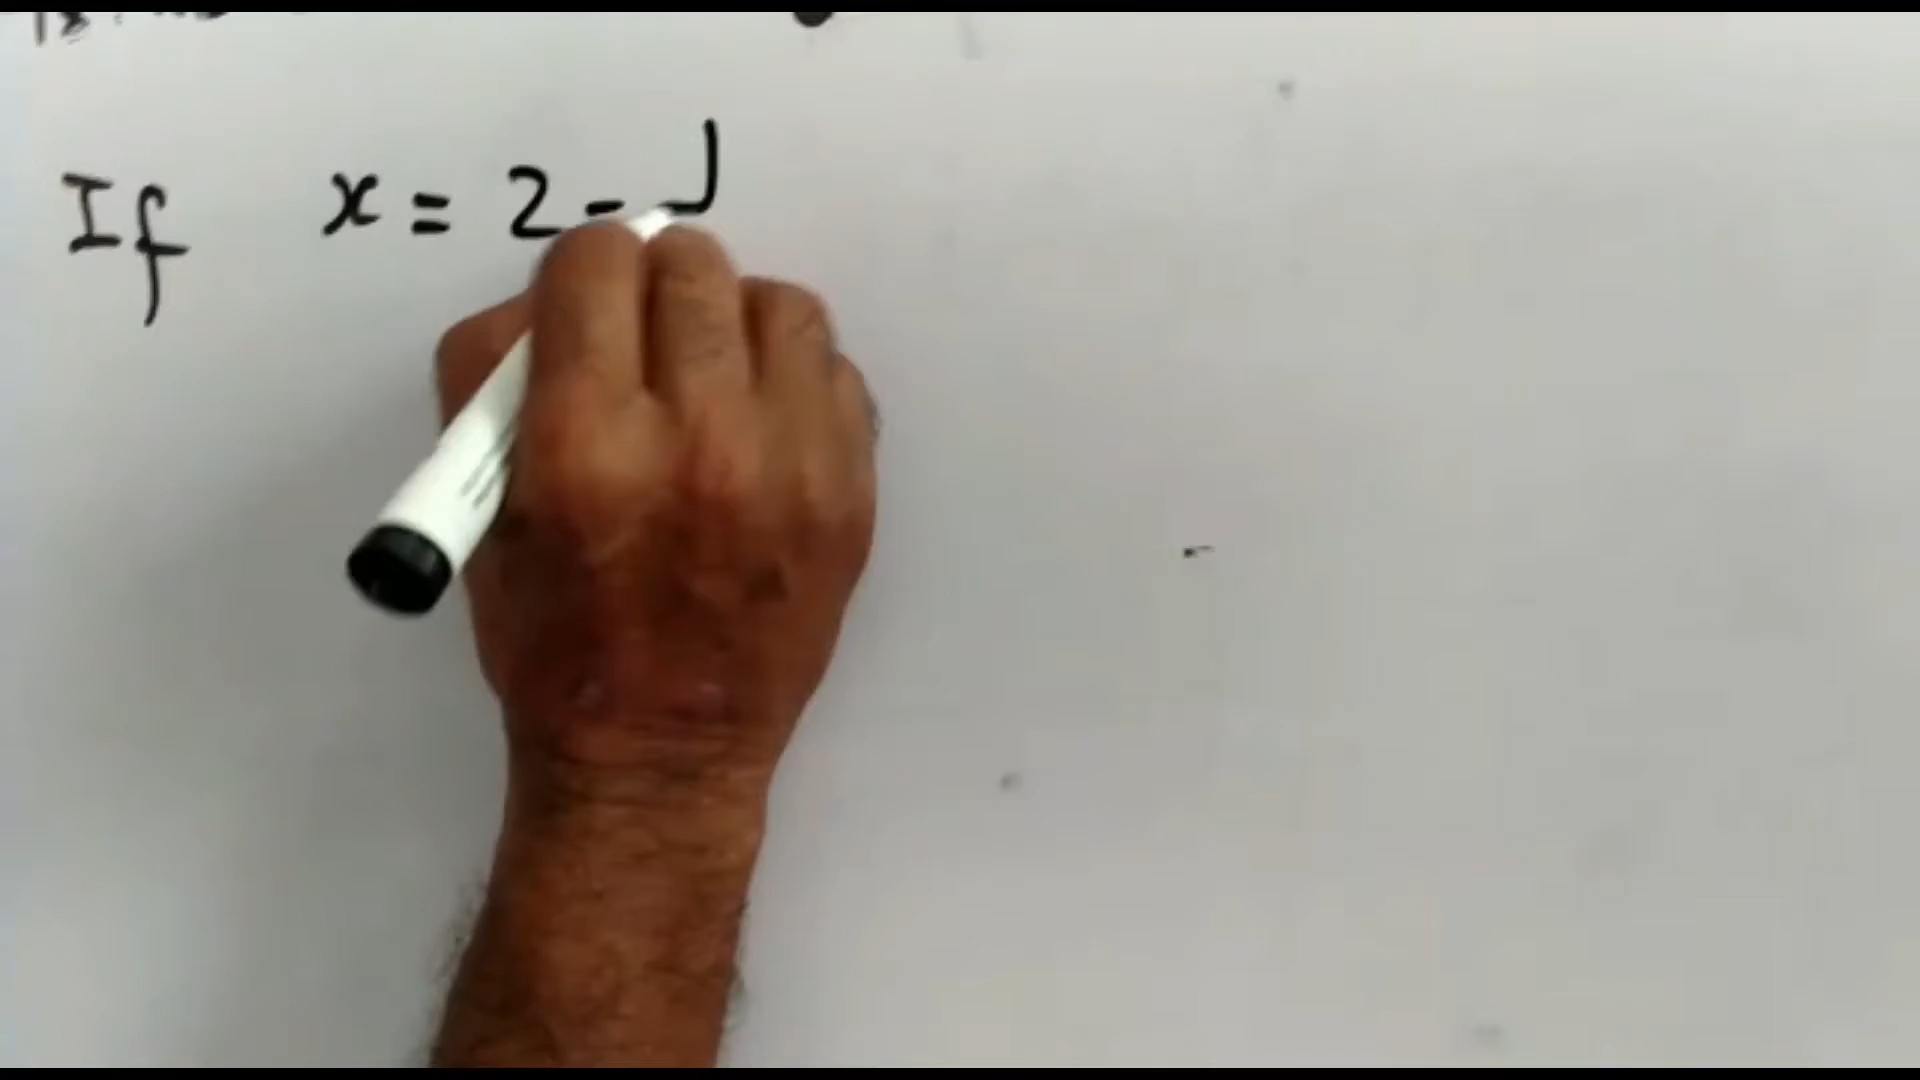 If x = 2 -